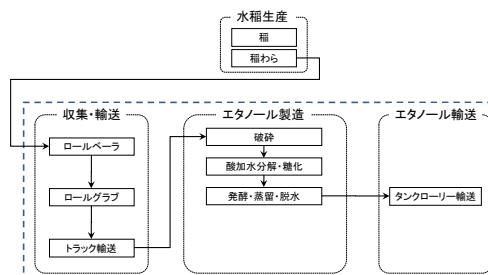 水稲生産
稲
稲わら
収集・輸送
ロールベーラ
ロールグラブ
トラック輸送
エタノール製造
破砕
酸加水分解・糖化
発酵・蒸留・脱水
エタノール輸送
タンクローリー輸送